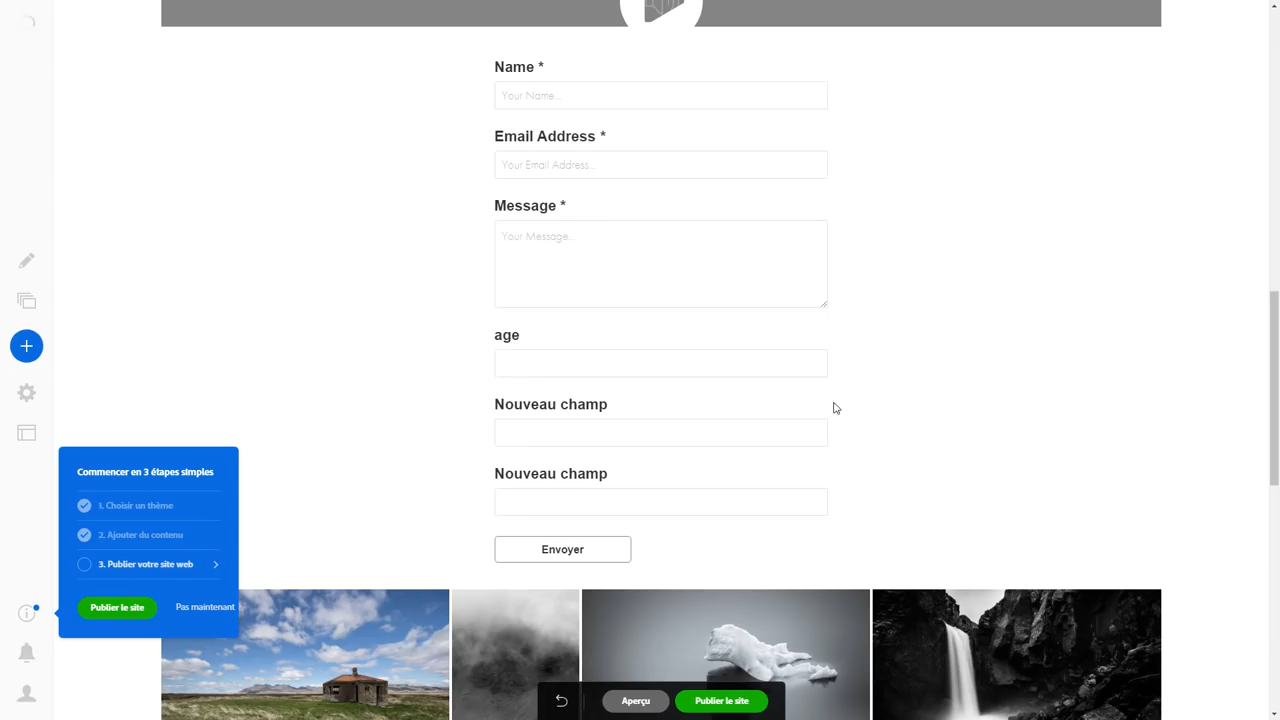 Name *
Your Name...
Email Address *
Your Email Address...
Message *
Your Message...
age
Nouveau champ
Nouveau champ
Envoyer
Commencer en 3 étapes simples
1. Choisir un thème
2. Ajouter du contenu
3. Publier votre site web
Publier le site
Pas maintenant
Aperçu
Publier le site